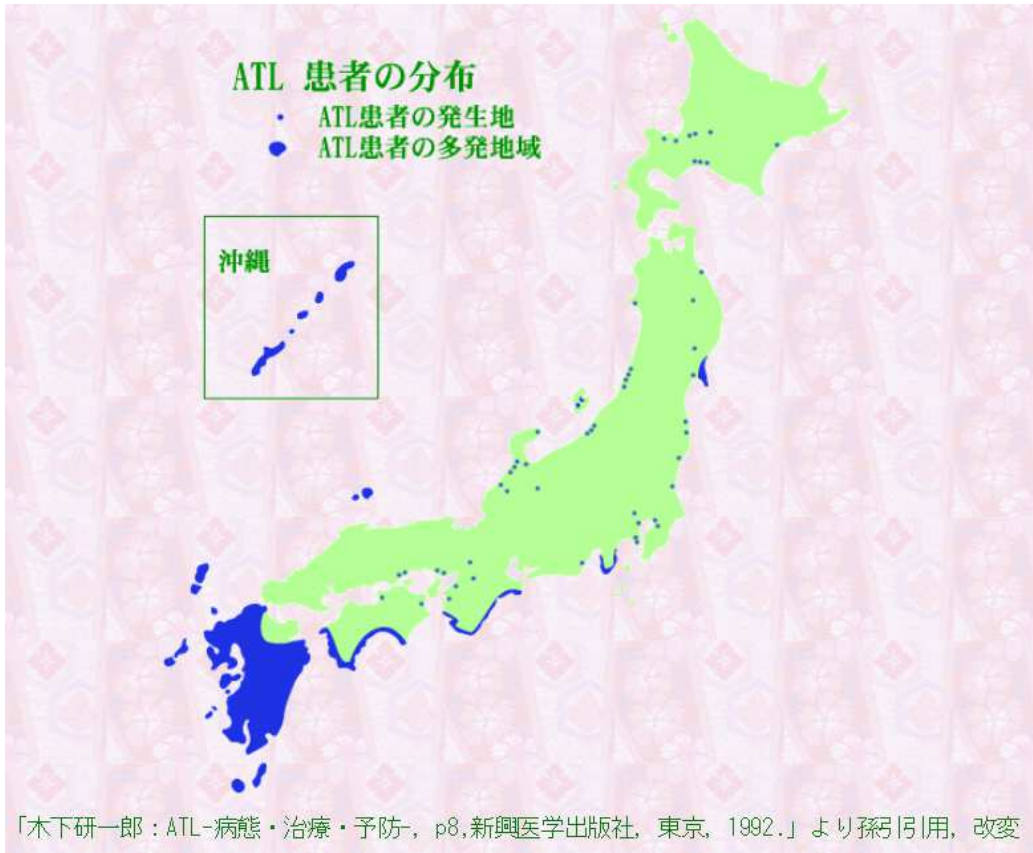 ATL 患者の分布
ATL患者の発生地
ATL患者の多発地域
沖縄
「木下研一郎：ATL-病態・治療・予防-, p8,新興医学出版社, 東京, 1992.」より孫引引用, 改変